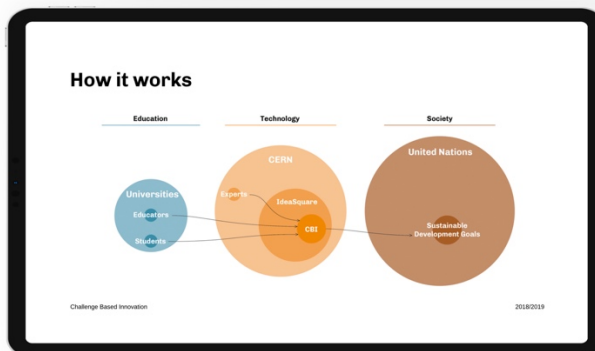 How it works
Education
Technology
Society
CERN
United Nations
Universities
Experts
IdeaSquare
Educators
CBI
Sustainable
Development Goals
Students
Challenge Based Innovation
2018/2019